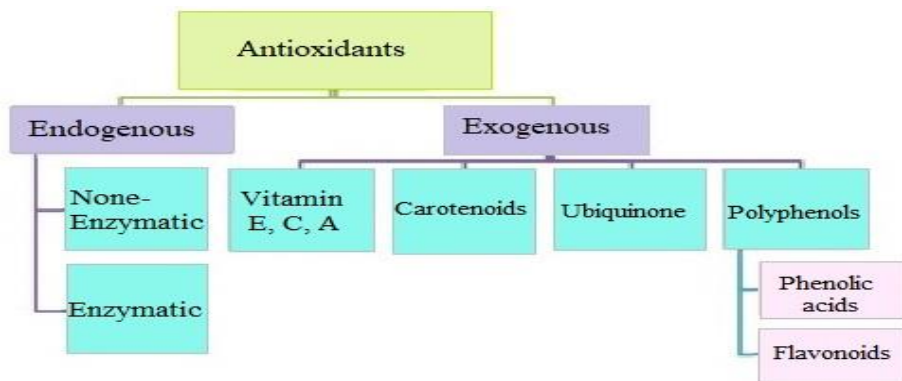 Antioxidants
Endogenous
Exogenous
None-
Enzymatic
Enzymatic
Vitamin
E, C, A
Carotenoids
Ubiquinone
Polyphenols
Phenolic
acids
Flavonoids